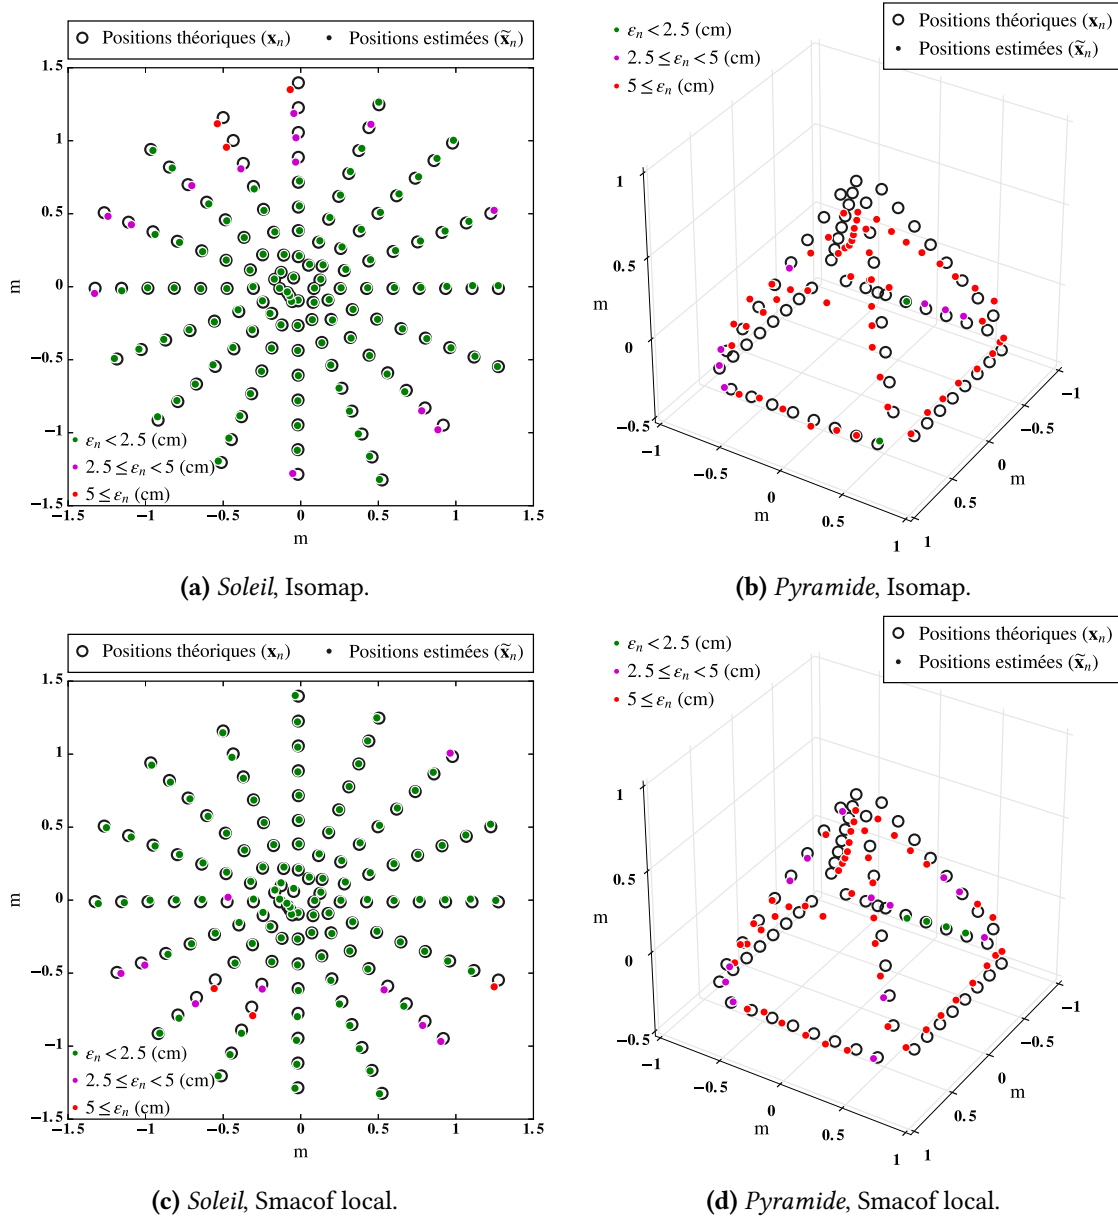 Positions théoriques (𝐱ₙ) Positions estimées (𝐱̃ₙ)
1.5
1
0.5
0
−0.5
−1
−1.5
m
εₙ < 2.5 (cm)
2.5 ≤ εₙ < 5 (cm)
5 ≤ εₙ (cm)
−1.5 −1 −0.5 0 0.5 1 1.5
m
(a) Soleil, Isomap.
Positions théoriques (𝐱ₙ)
Positions estimées (𝐱̃ₙ)
εₙ < 2.5 (cm)
2.5 ≤ εₙ < 5 (cm)
5 ≤ εₙ (cm)
1
0.5
m
0
−0.5
−1
−0.5
0
m
0.5
1
−1
−0.5
0
m
0.5
1
(b) Pyramide, Isomap.
Positions théoriques (𝐱ₙ) Positions estimées (𝐱̃ₙ)
1.5
1
0.5
0
−0.5
−1
−1.5
m
εₙ < 2.5 (cm)
2.5 ≤ εₙ < 5 (cm)
5 ≤ εₙ (cm)
−1.5 −1 −0.5 0 0.5 1 1.5
m
(c) Soleil, Smacof local.
Positions théoriques (𝐱ₙ)
Positions estimées (𝐱̃ₙ)
εₙ < 2.5 (cm)
2.5 ≤ εₙ < 5 (cm)
5 ≤ εₙ (cm)
1
0.5
m
0
−0.5
−1
−0.5
0
m
0.5
1
−1
−0.5
0
m
0.5
1
(d) Pyramide, Smacof local.